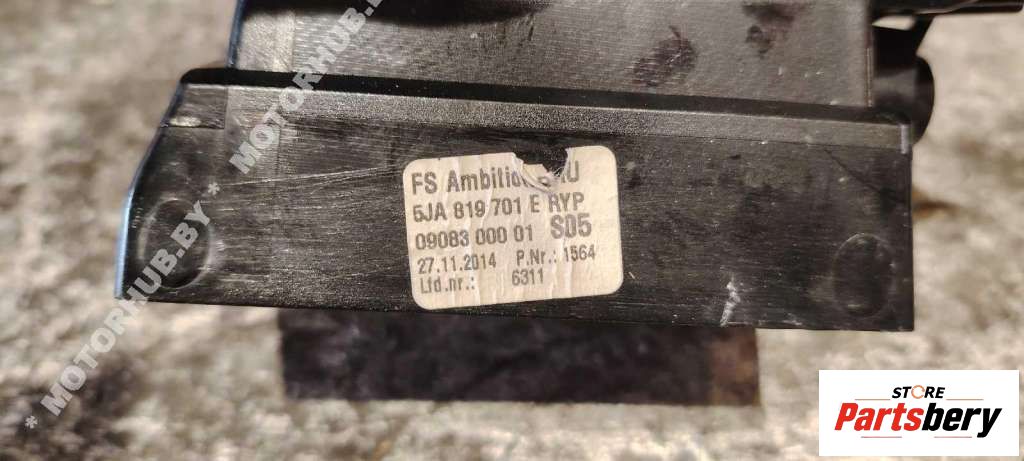 * MOTORHUB.BY * MOTORHUB.BY *
FS
5JA 819 701 E RYP
09083 000 01 S05
27.11.2014 P.Nr.: 1564
Lfd.nr.: 6311
STORE
Partsbery